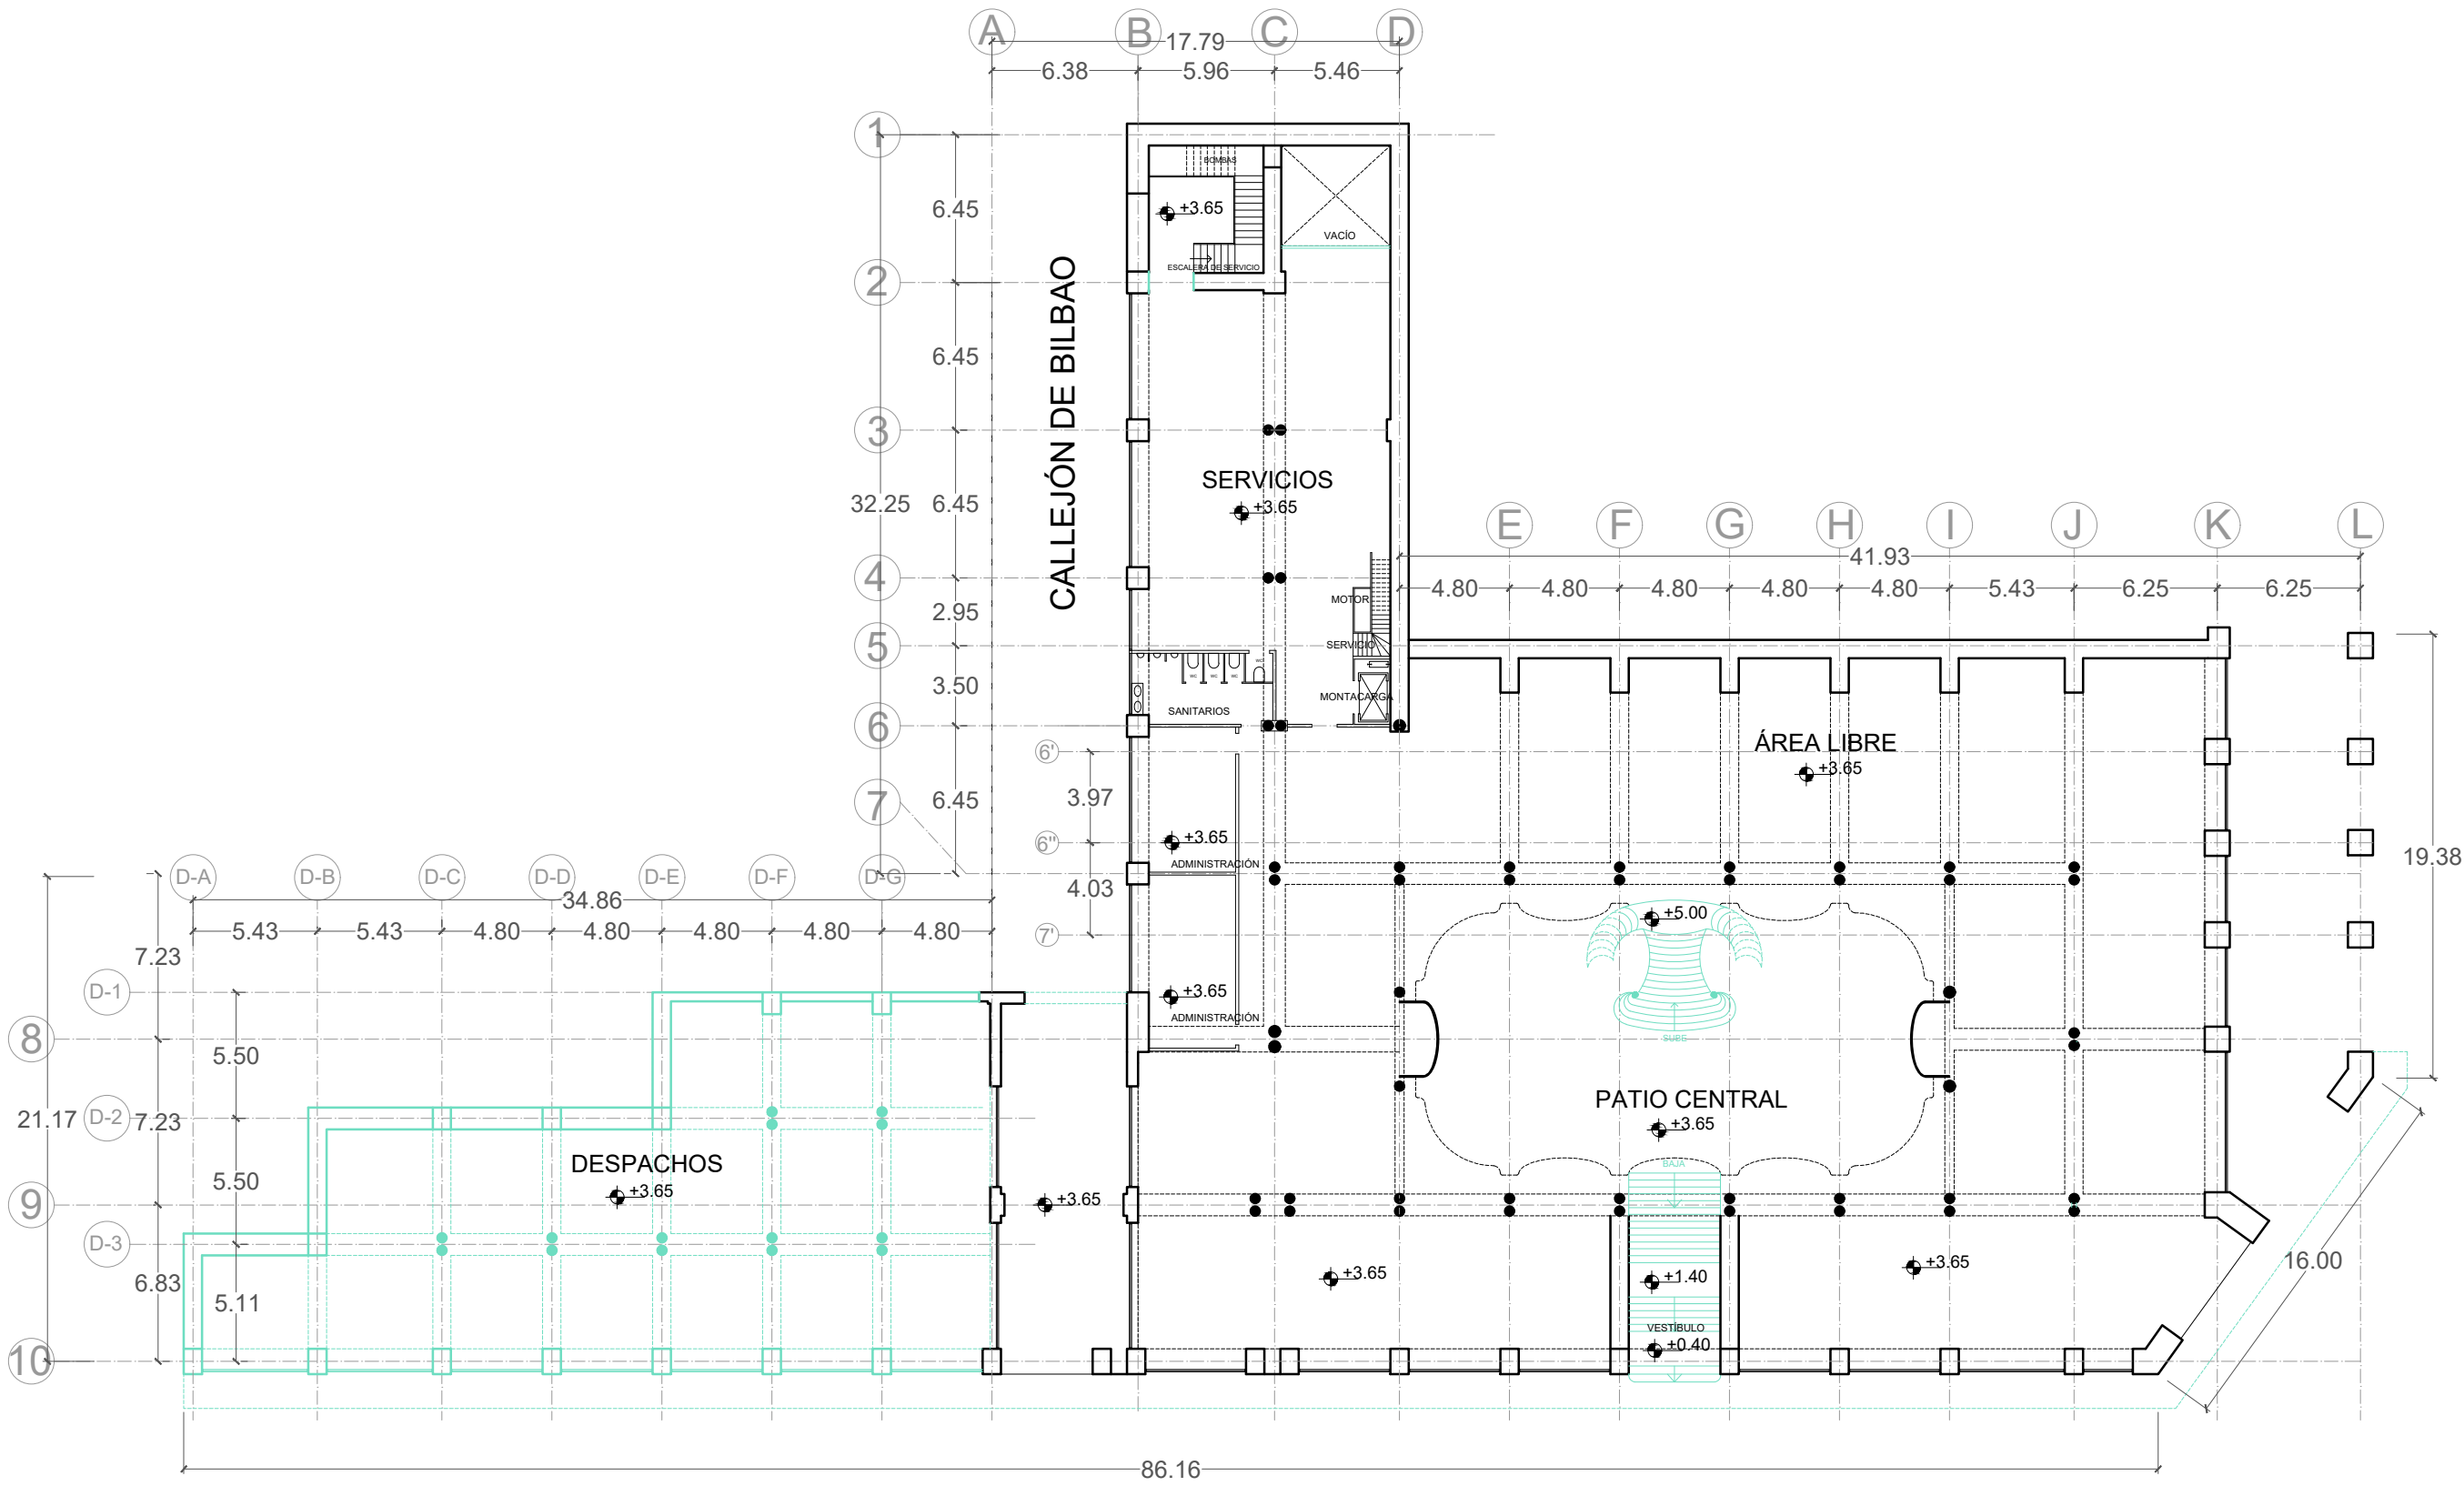 A B C D
17.79
6.38 5.96 5.46
1
BOMBAS
6.45
+3.65
VACÍO
ESCALERA DE SERVICIO
2
CALLEJÓN DE BILBAO
6.45
3
SERVICIOS
32.25 6.45
+3.65
E F G H I J K L
41.93
4
4.80 4.80 4.80 4.80 4.80 5.43 6.25 6.25
MOTOR
2.95
5
SERVICIO
WC
WC WC WC
3.50
MONTACARGA
SANITARIOS
6
6'
ÁREA LIBRE
+3.65
3.97
6.45
7
+3.65
6"
19.38
ADMINISTRACIÓN
D-A D-B D-C D-D D-E D-F D-G
4.03
34.86
+5.00
5.43 5.43 4.80 4.80 4.80 4.80 4.80
7'
7.23
D-1
+3.65
ADMINISTRACIÓN
8
SUBE
5.50
PATIO CENTRAL
21.17
D-2
7.23
+3.65
DESPACHOS
BAJA
5.50
+3.65
+3.65
9
D-3
16.00
+3.65
+3.65
+1.40
6.83
5.11
VESTÍBULO
+0.40
10
86.16